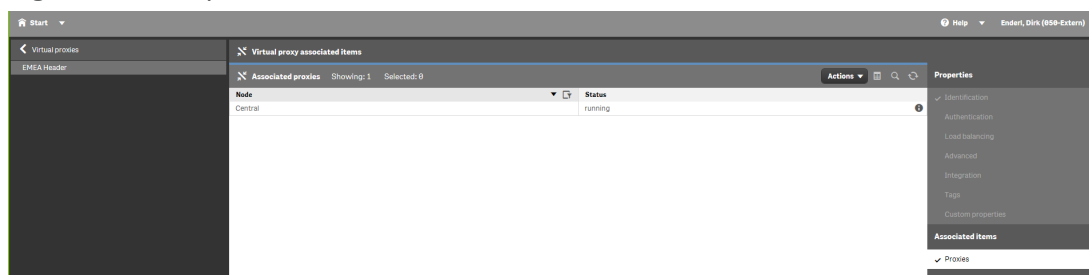 Start
Help
Enderl, Dirk (050-Extern)
Virtual proxies
Virtual proxy associated items
EMEA Header
Associated proxies Showing: 1 Selected: 0
Actions
Properties
Node
Status
Central
running
Identification
Authentication
Load balancing
Advanced
Integration
Tags
Custom properties
Associated items
Proxies